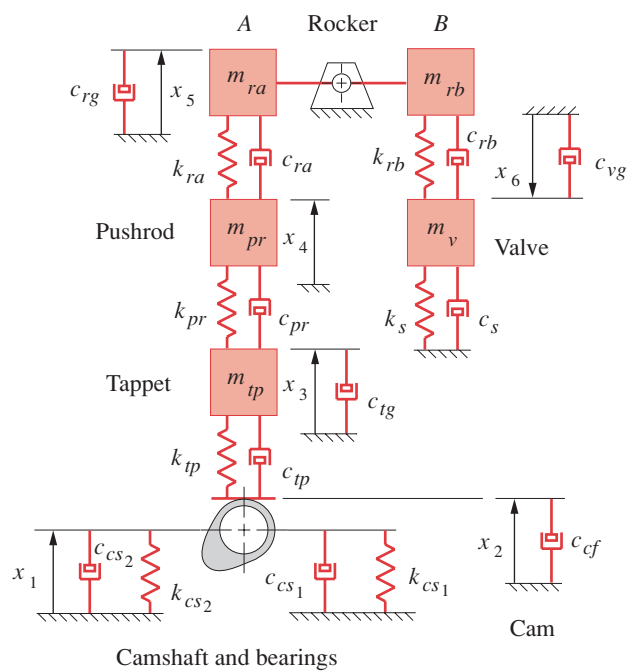 A Rocker B
m_ra m_rb
c_rg x_5
k_ra c_ra k_rb c_rb
x_6 c_vg
Pushrod m_pr x_4 m_v Valve
k_pr c_pr k_s c_s
Tappet m_tp x_3 c_tg
k_tp c_tp
x_1 c_cs2 k_cs2 c_cs1 k_cs1 x_2 c_cf
Cam
Camshaft and bearings